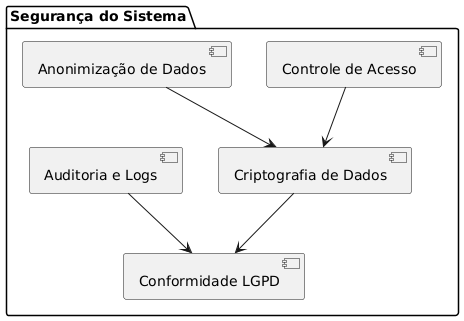 Segurança do Sistema
Anonimização de Dados
Controle de Acesso
Auditoria e Logs
Criptografia de Dados
Conformidade LGPD